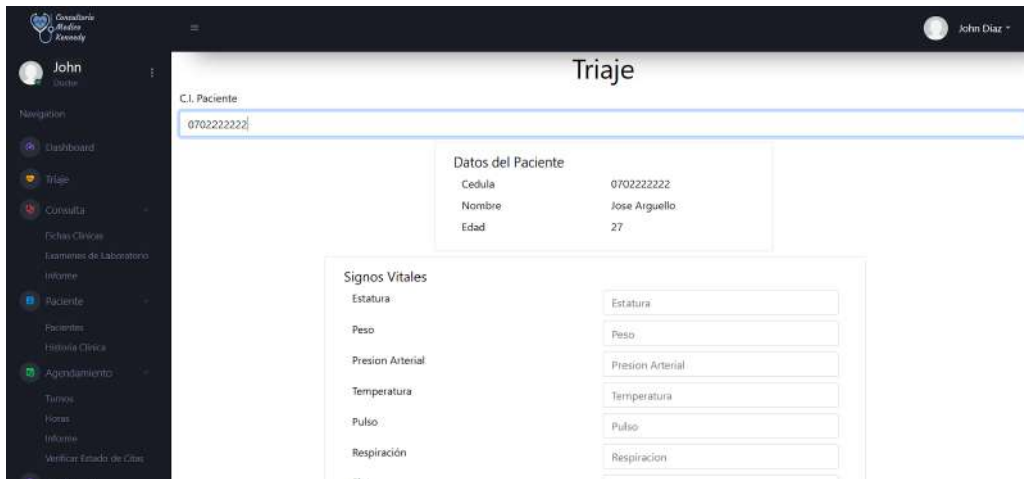 Consultorio
Medico
Kennedy
John Diaz
John
Doctor
Navigation
Dashboard
Triaje
Consulta
Fichas Clinicas
Examenes de Laboratorio
Informe
Paciente
Pacientes
Historia Clinica
Agendamiento
Turnos
Horas
Informe
Verificar Estado de Citas
Triaje
C.I. Paciente
0702222222
Datos del Paciente
Cedula 0702222222
Nombre Jose Arguello
Edad 27
Signos Vitales
Estatura Estatura
Peso Peso
Presion Arterial Presion Arterial
Temperatura Temperatura
Pulso Pulso
Respiración Respiracion